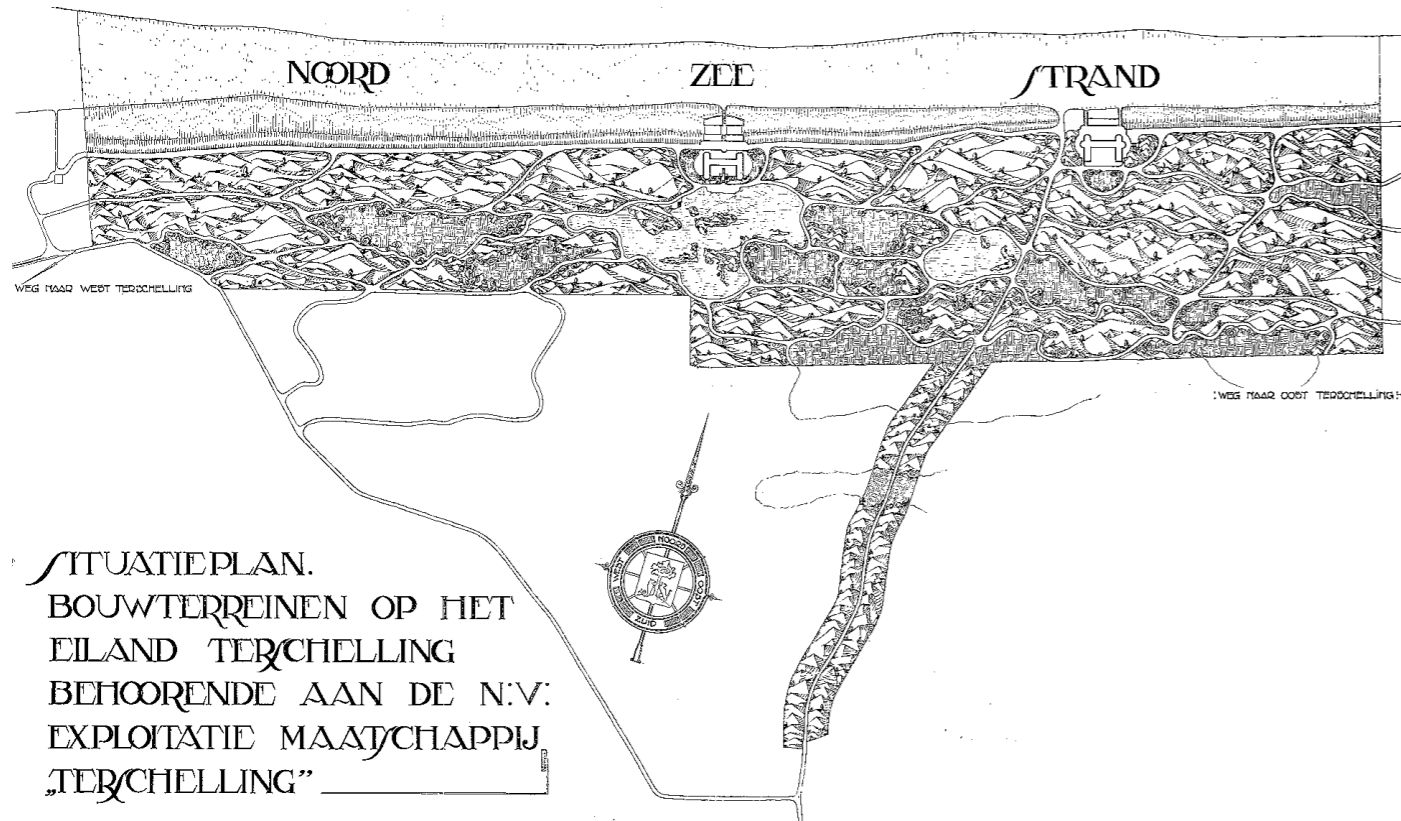 NOORD ZEE STRAND
WEG NAAR WEST TERSCHELLING
:WEG NAAR OOST TERSCHELLING:
NOORD
WEST
OOST
ZUID
SITUATIEPLAN.
BOUWTERREINEN OP HET
EILAND TERSCHELLING
BEHOORENDE AAN DE N:V:
EXPLOITATIE MAATSCHAPPIJ
„TERSCHELLING”